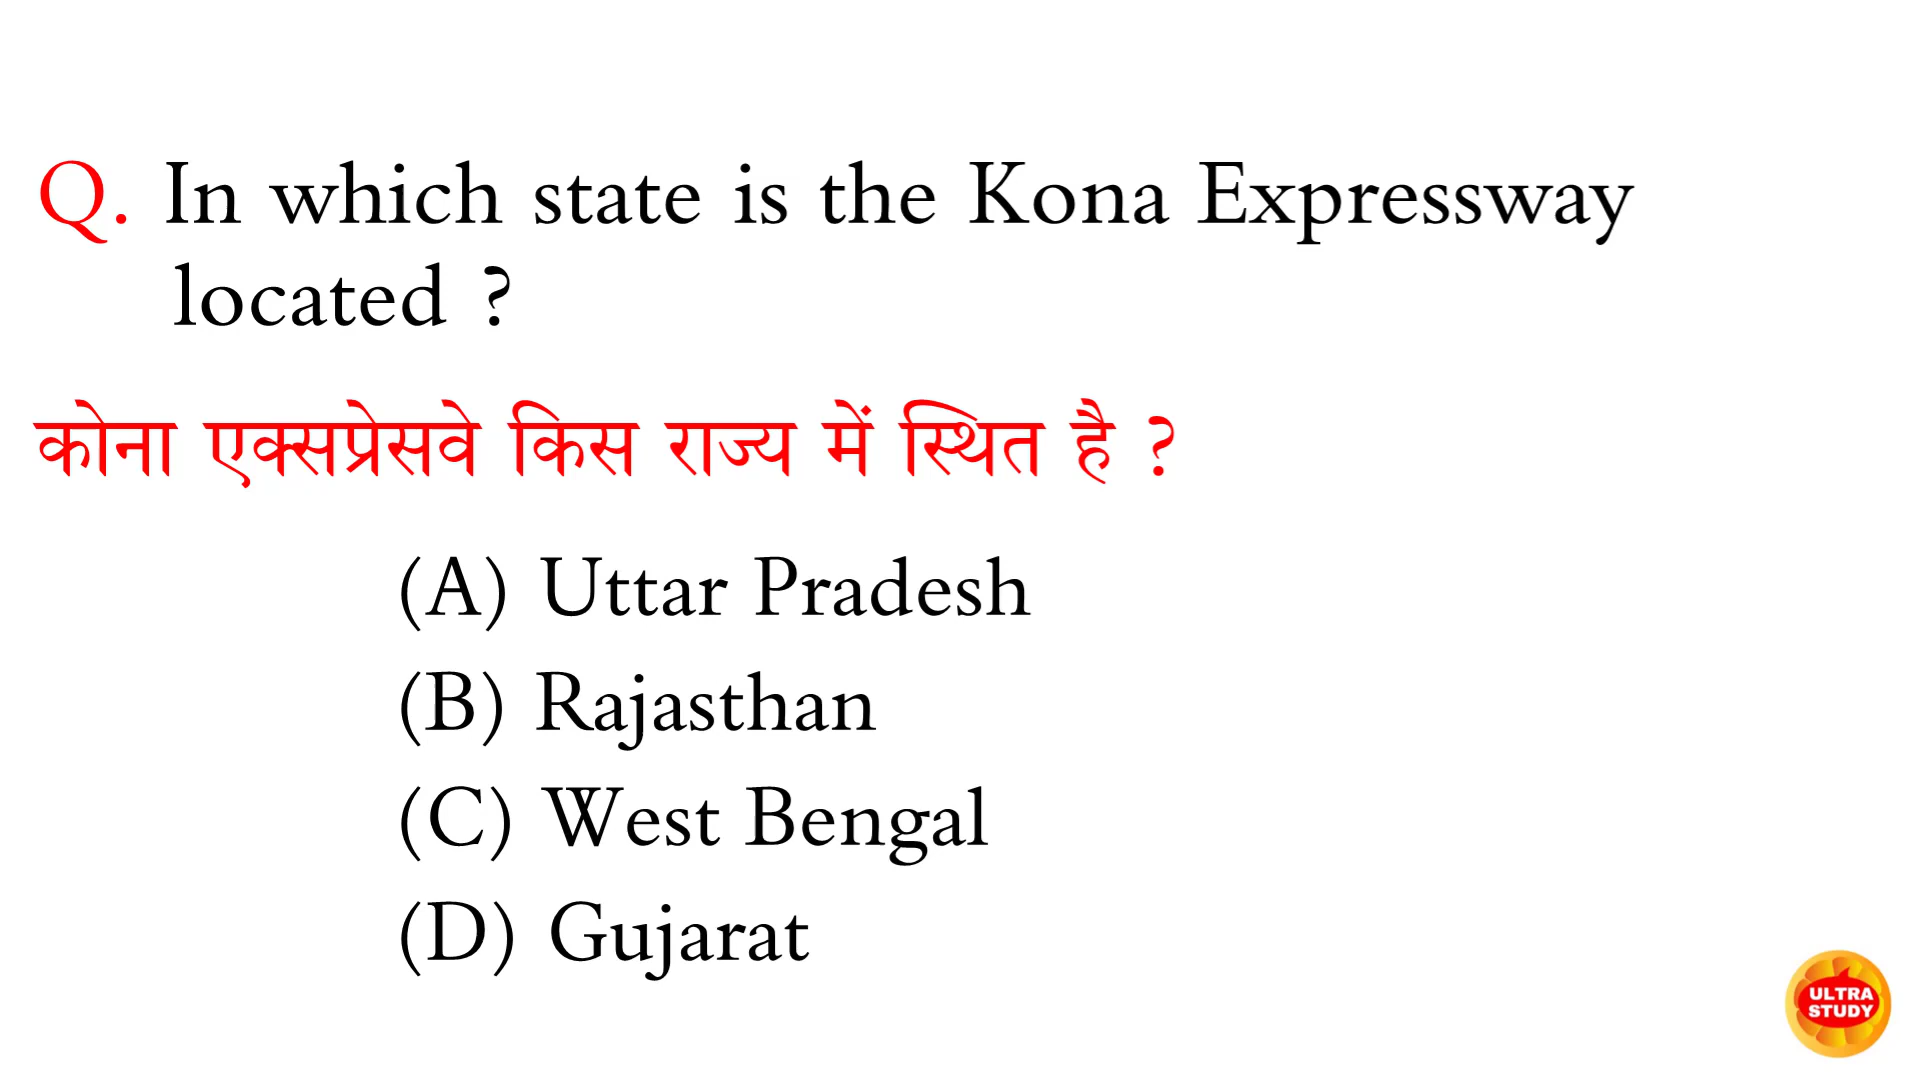 Q. In which state is the Kona Expressway
located ?
कोना एक्सप्रेसवे किस राज्य में स्थित है ?
(A) Uttar Pradesh
(B) Rajasthan
(C) West Bengal
(D) Gujarat
ULTRA
STUDY